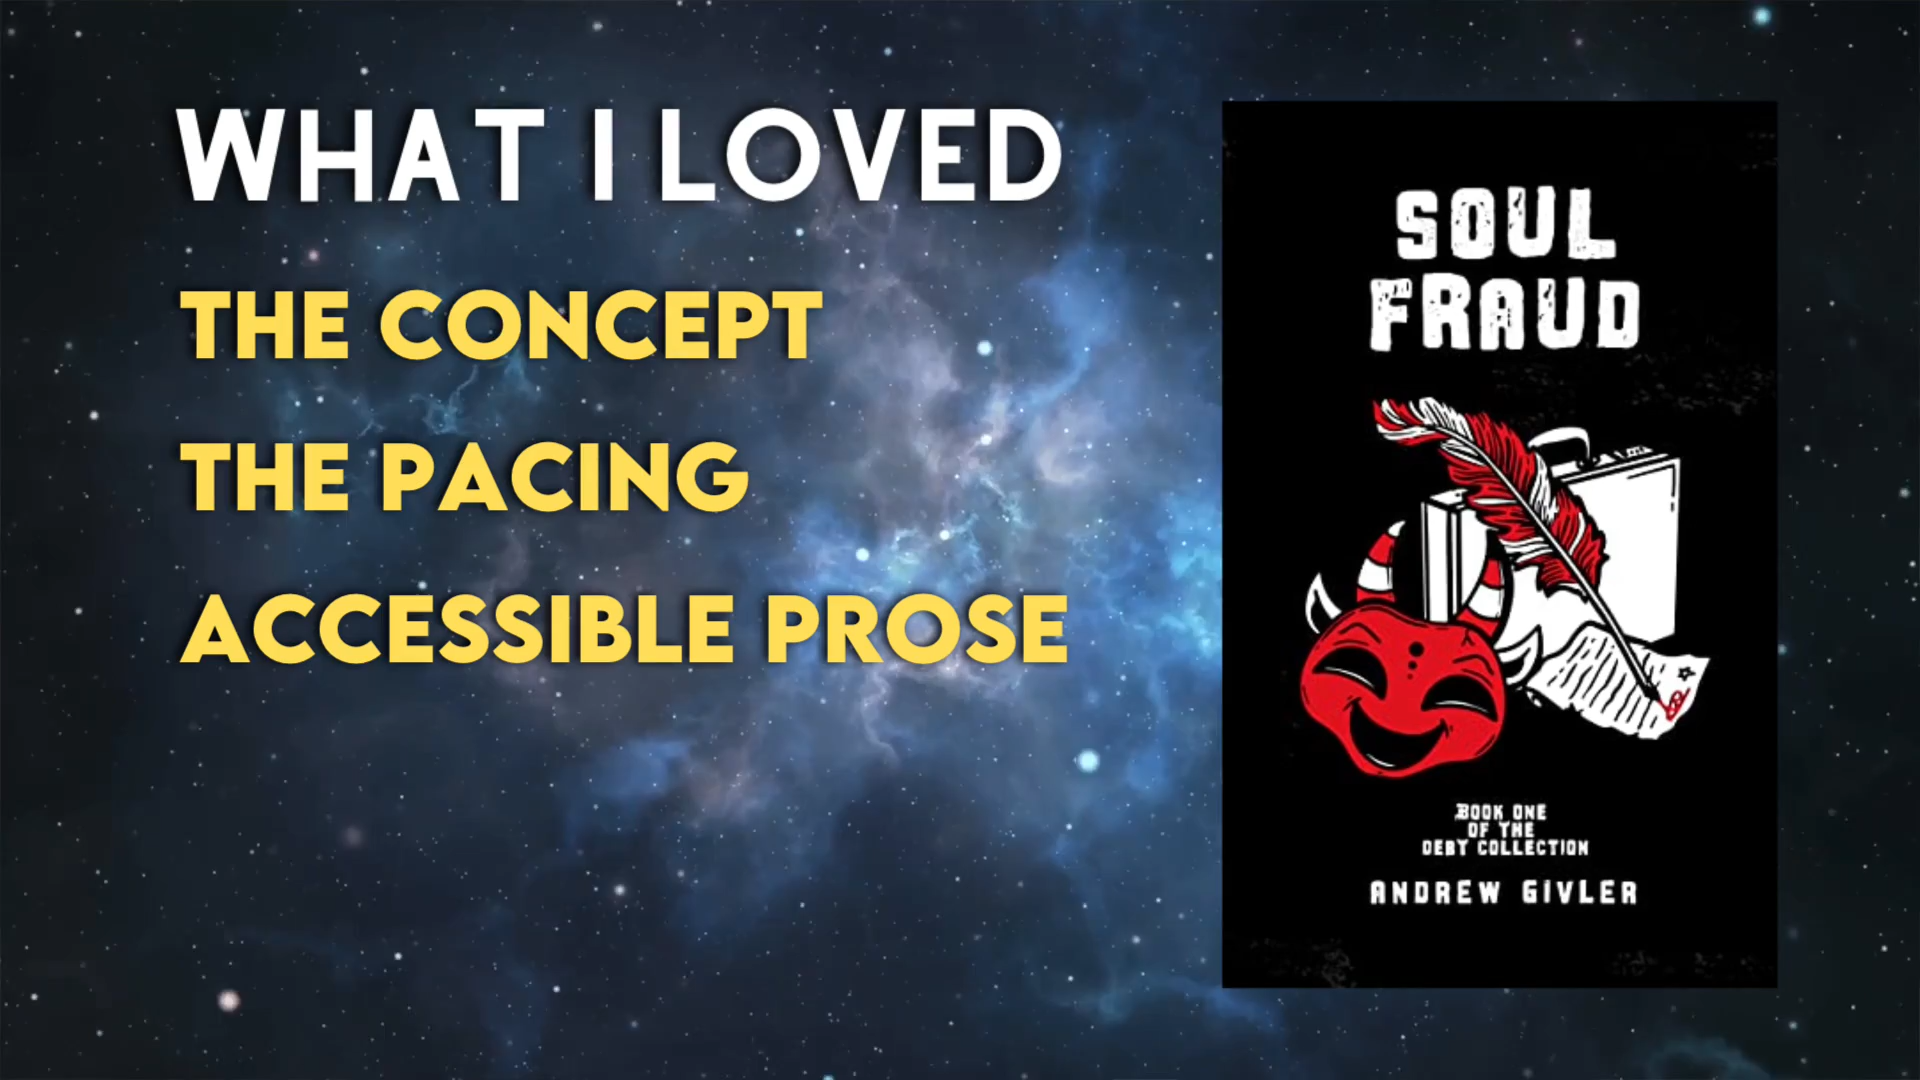 WHAT I LOVED
THE CONCEPT
THE PACING
ACCESSIBLE PROSE
SOUL
FRAUD
BOOK ONE
OF THE
DEBT COLLECTION
ANDREW GIVLER